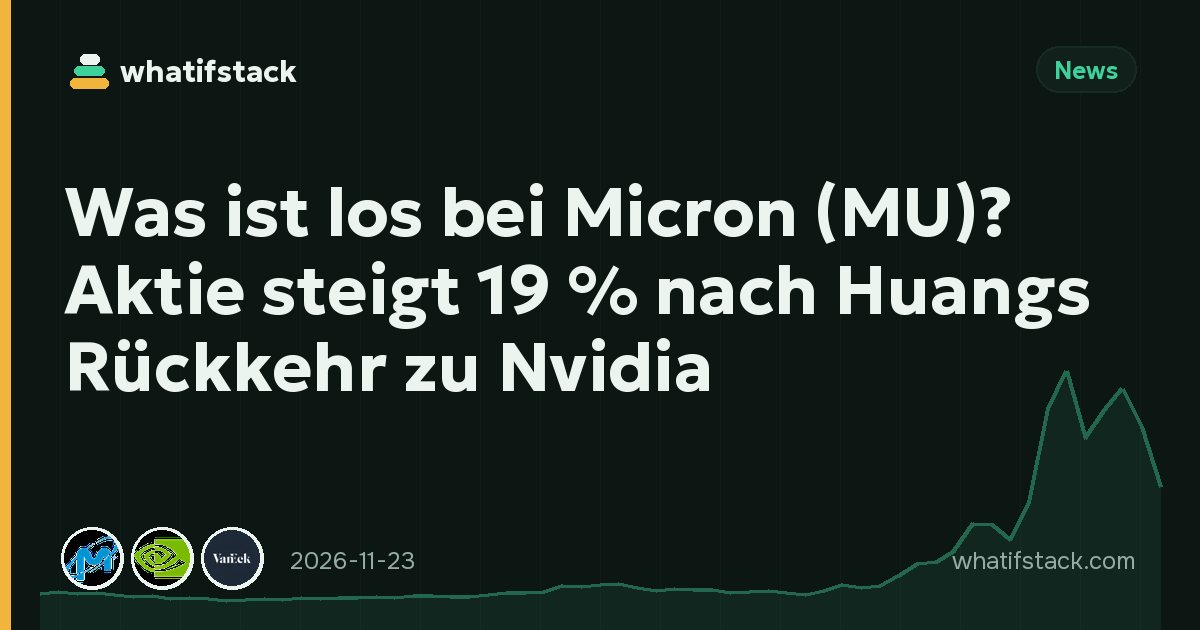 whatifstack
News
Was ist los bei Micron (MU)?
Aktie steigt 19 % nach Huangs
Rückkehr zu Nvidia
VanEck
2026-11-23
whatifstack.com